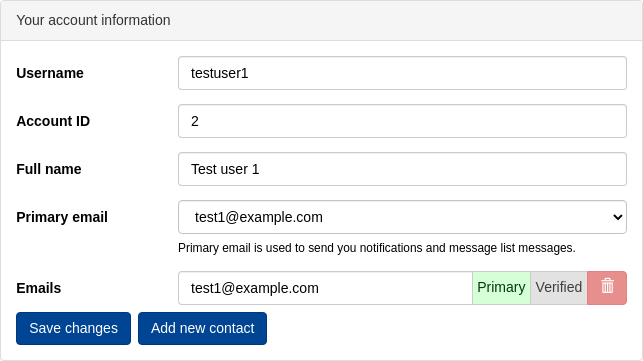 Your account information
Username testuser1
Account ID 2
Full name Test user 1
Primary email test1@example.com
Primary email is used to send you notifications and message list messages.
Emails test1@example.com Primary Verified
Save changes Add new contact